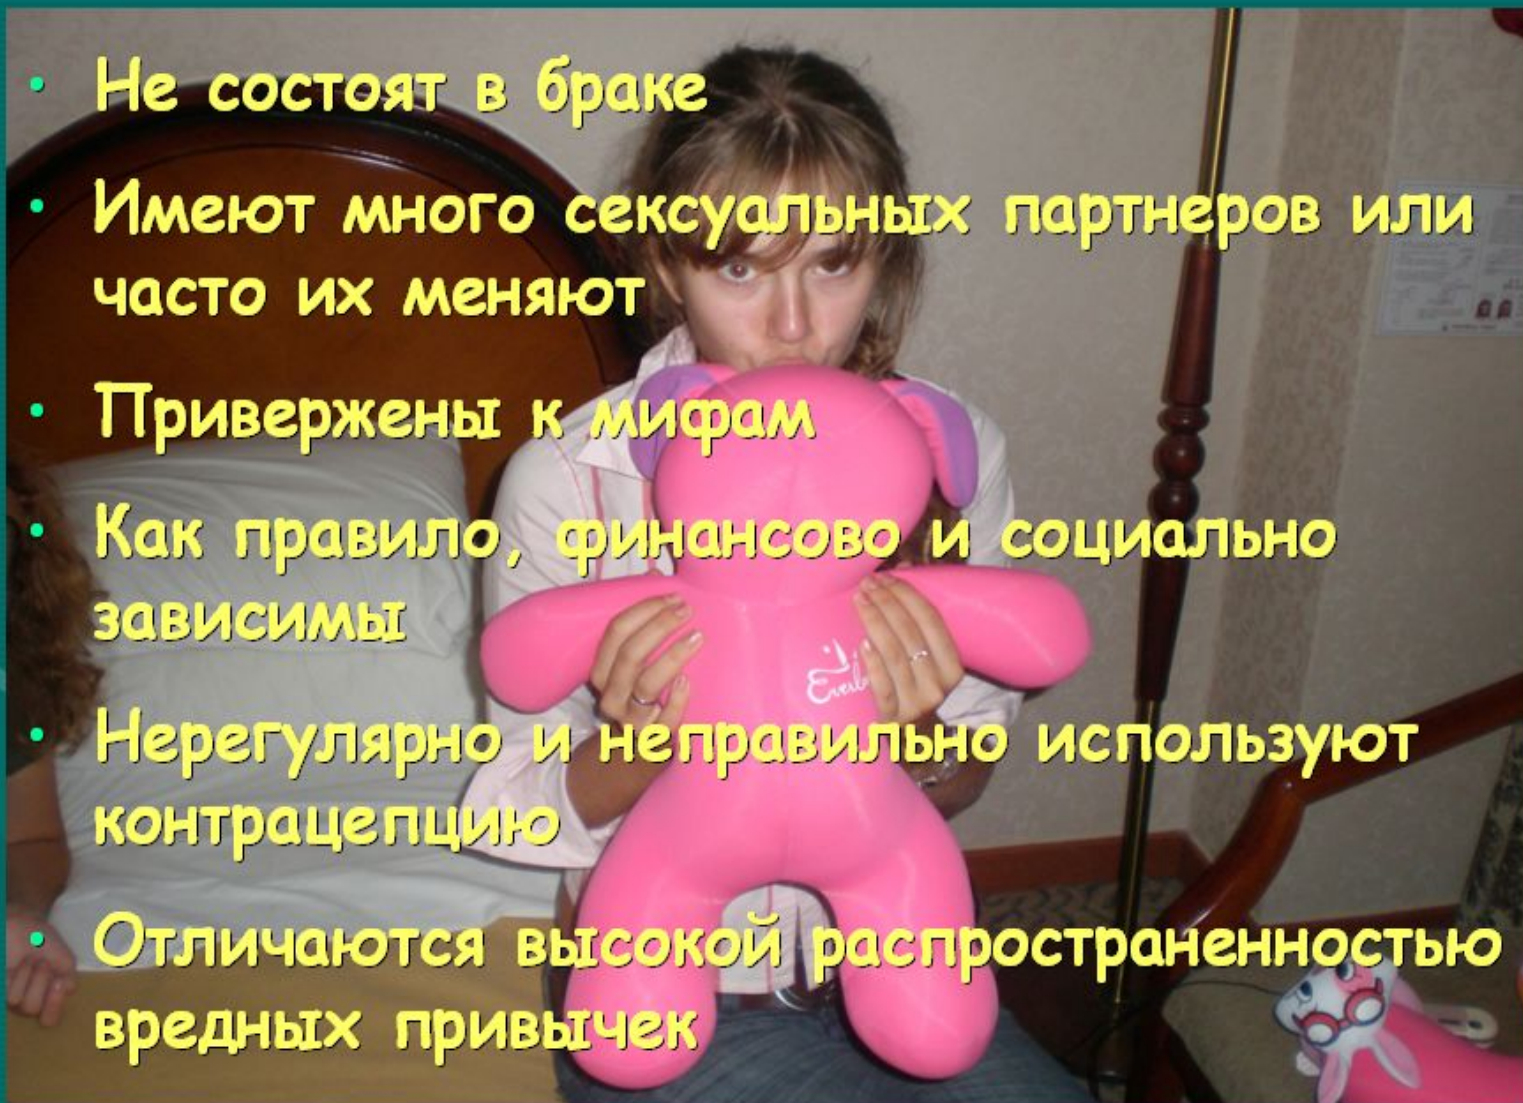 • Не состоят в браке
• Имеют много сексуальных партнеров или
часто их меняют
• Привержены к мифам
• Как правило, финансово и социально
зависимы
• Нерегулярно и неправильно используют
контрацепцию
• Отличаются высокой распространенностью
вредных привычек